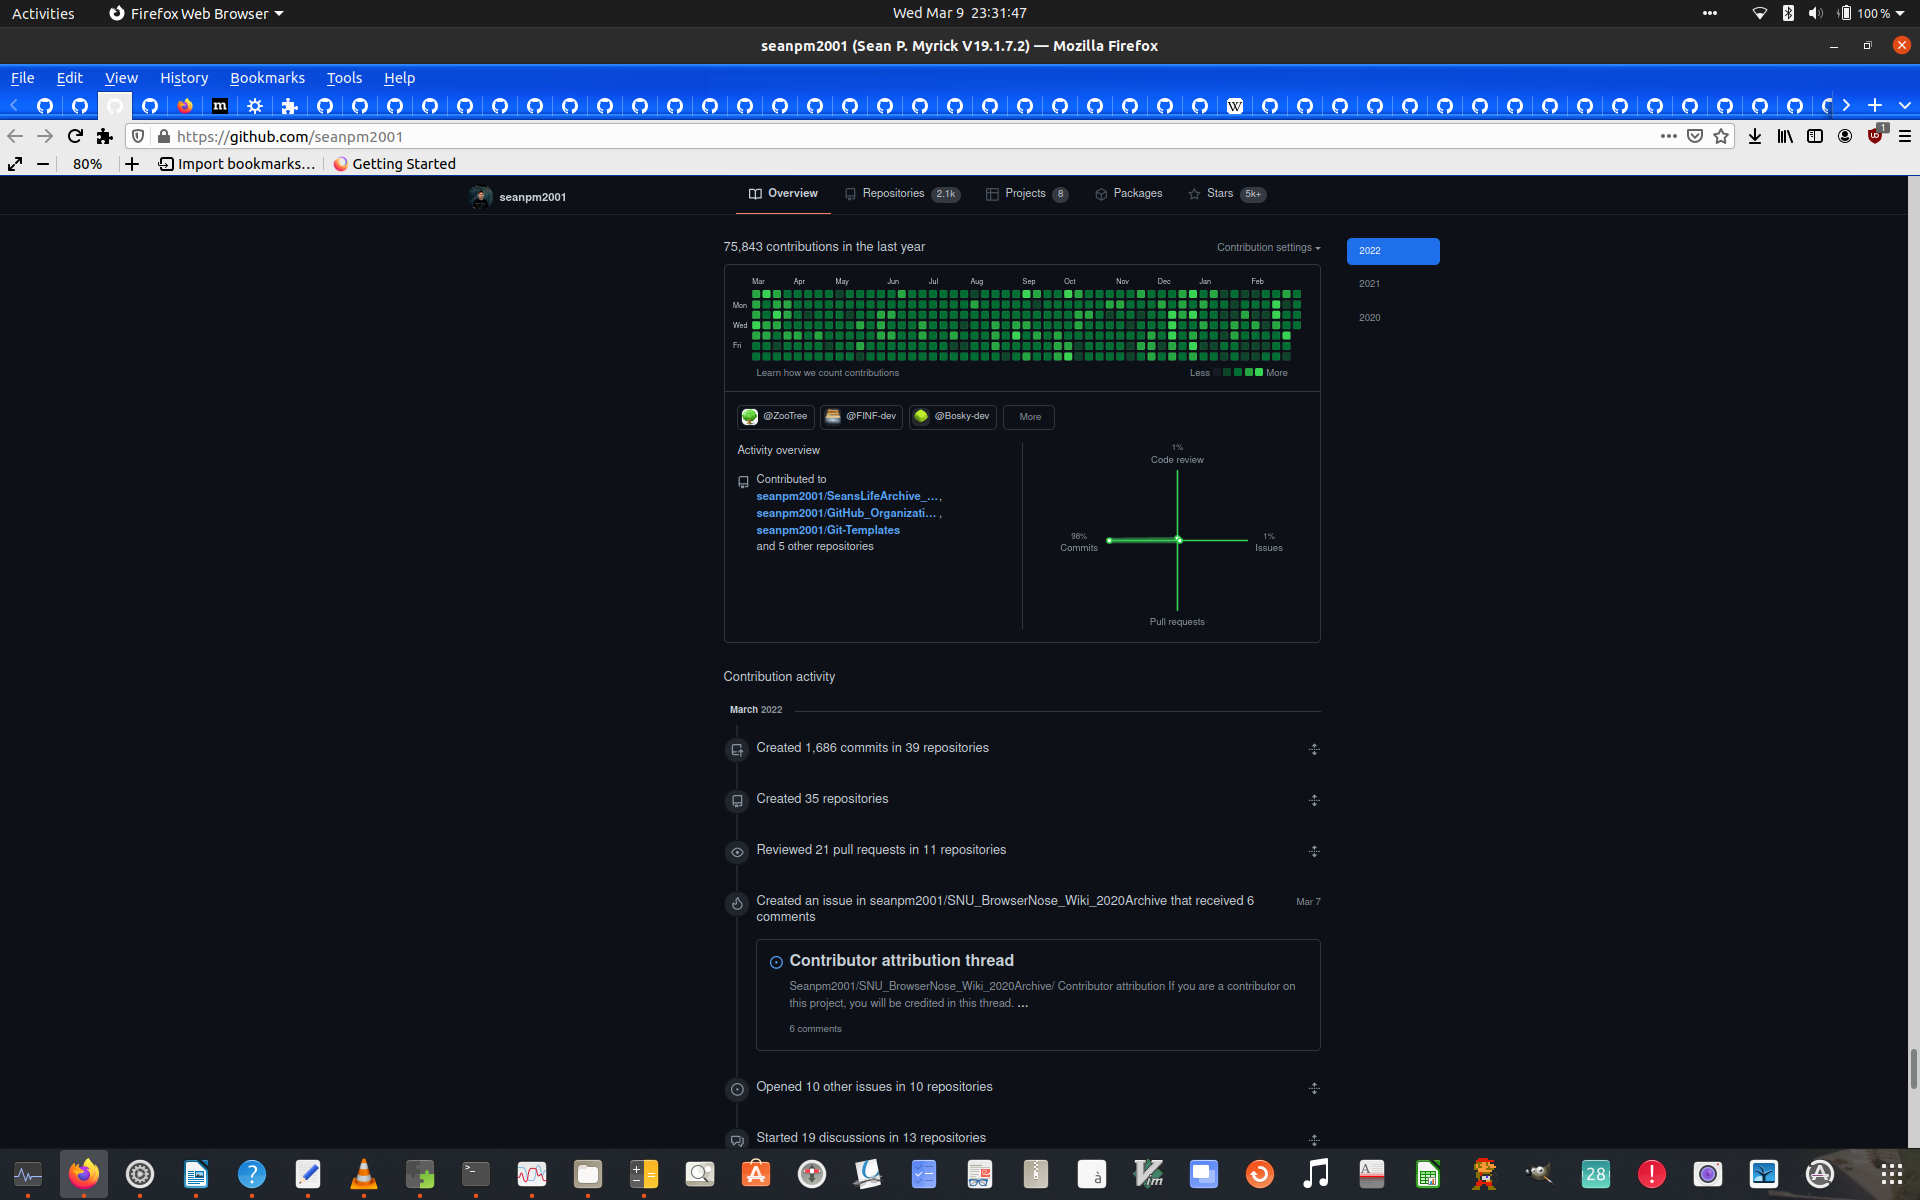 Activities
Firefox Web Browser
Wed Mar 9 23:31:47
100 %
seanpm2001 (Sean P. Myrick V19.1.7.2) — Mozilla Firefox
File Edit View History Bookmarks Tools Help
m
W
https://github.com/seanpm2001
1
80%
Import bookmarks...
Getting Started
seanpm2001
Overview
Repositories 2.1k
Projects 8
Packages
Stars 5k+
75,843 contributions in the last year
Contribution settings
2022
2021
2020
Mar Apr May Jun Jul Aug Sep Oct Nov Dec Jan Feb
Mon
Wed
Fri
Learn how we count contributions
Less
More
@ZooTree
@FINF-dev
@Bosky-dev
More
Activity overview
Contributed to
seanpm2001/SeansLifeArchive_...,
seanpm2001/GitHub_Organizati... ,
seanpm2001/Git-Templates
and 5 other repositories
1%
Code review
98%
Commits
1%
Issues
Pull requests
Contribution activity
March 2022
Created 1,686 commits in 39 repositories
Created 35 repositories
Reviewed 21 pull requests in 11 repositories
Created an issue in seanpm2001/SNU_BrowserNose_Wiki_2020Archive that received 6
comments
Mar 7
Contributor attribution thread
Seanpm2001/SNU_BrowserNose_Wiki_2020Archive/ Contributor attribution If you are a contributor on
this project, you will be credited in this thread. ...
6 comments
Opened 10 other issues in 10 repositories
Started 19 discussions in 13 repositories
?
>_
à
Vim
28